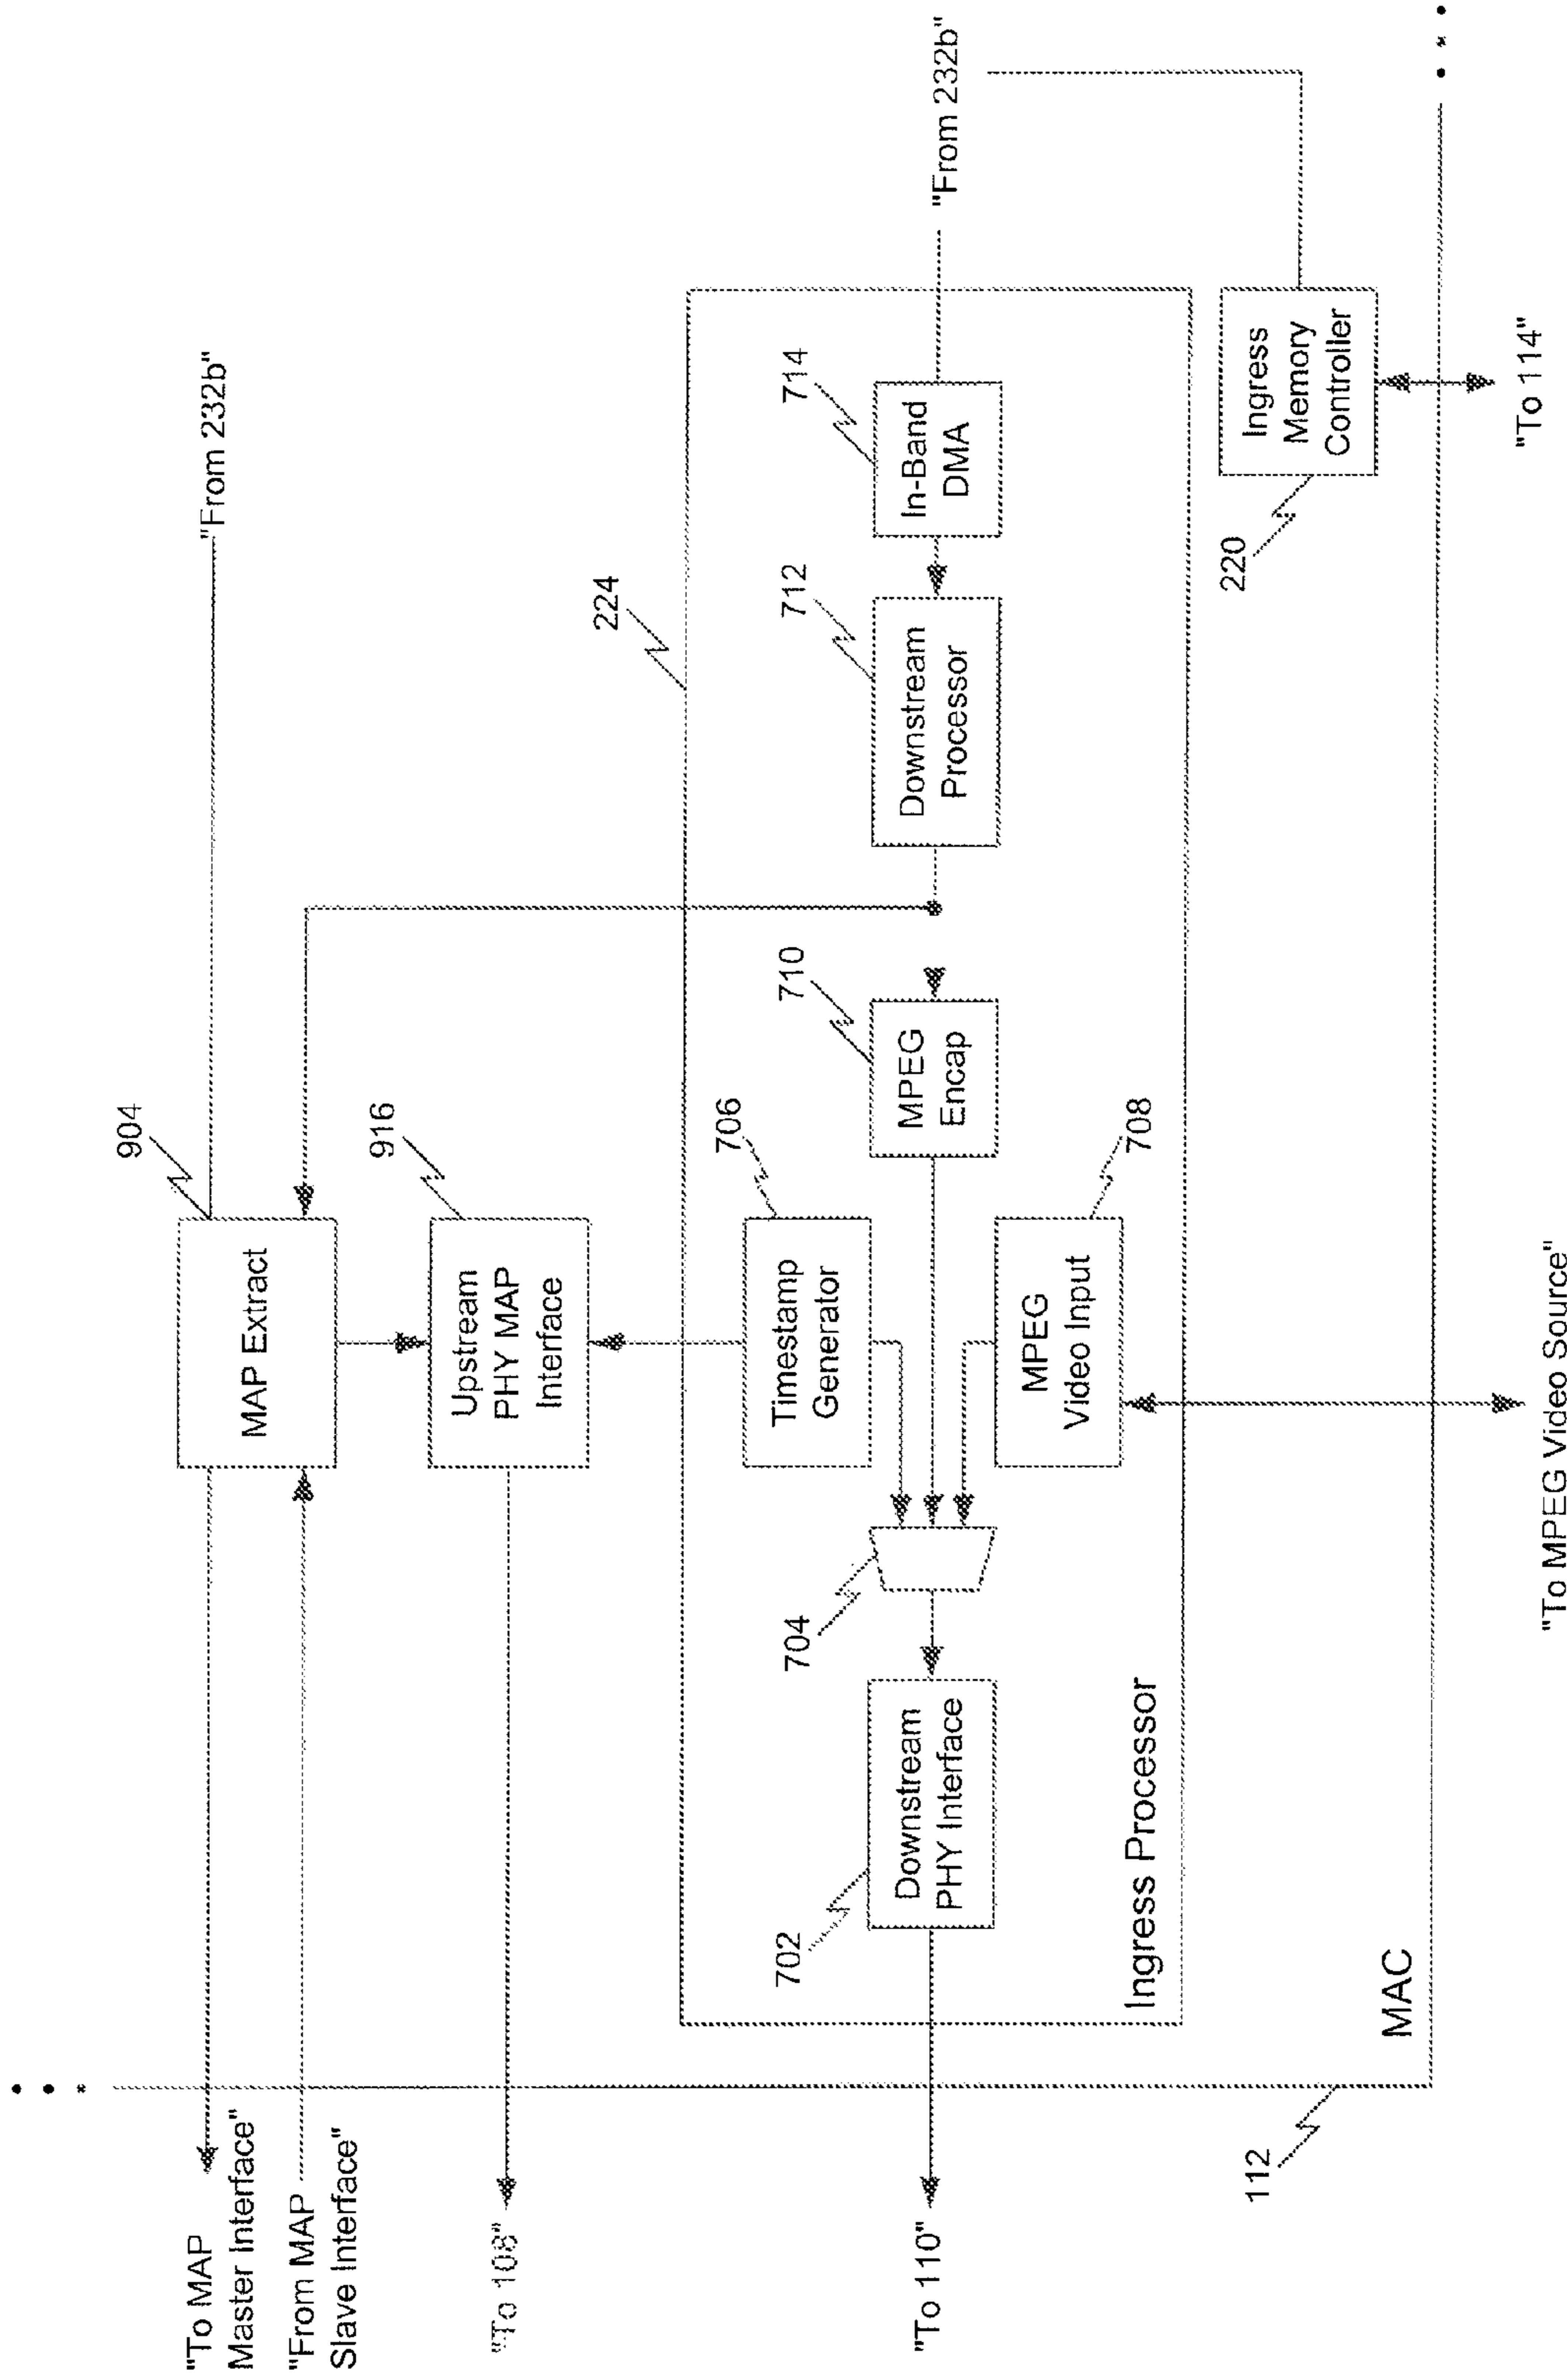 "To MAP
Master Interface"
"From MAP
Slave Interface"
"To 108"
"To 110"
112
904
MAP Extract
"From 232b"
916
Upstream
PHY MAP
Interface
224
706
Timestamp
Generator
702
Downstream
PHY Interface
704
710
MPEG
Encap
712
Downstream
Processor
714
In-Band
DMA
"From 232b"
708
MPEG
Video Input
Ingress Processor
220
Ingress
Memory
Controller
MAC
"To MPEG Video Source"
"To 114"